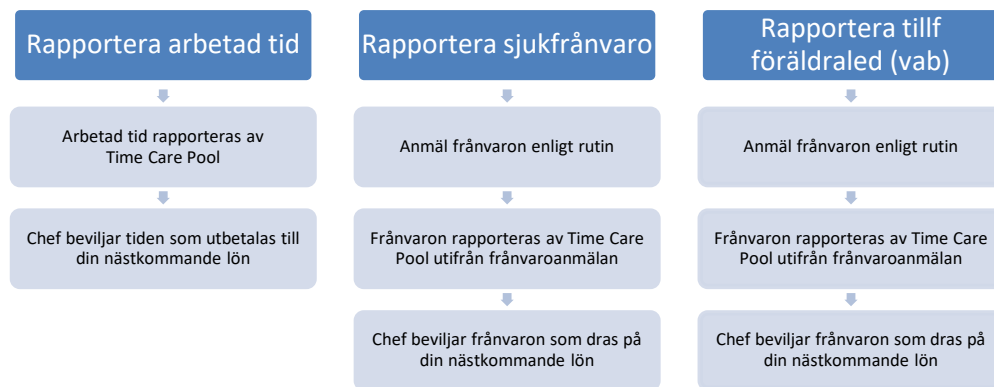 Rapportera arbetad tid
Arbetad tid rapporteras av
Time Care Pool
Chef beviljar tiden som utbetalas till
din nästkommande lön
Rapportera sjukfrånvaro
Anmäl frånvaron enligt rutin
Frånvaron rapporteras av Time Care
Pool utifrån frånvaroanmälan
Chef beviljar frånvaron som dras på
din nästkommande lön
Rapportera tillf
föräldraled (vab)
Anmäl frånvaron enligt rutin
Frånvaron rapporteras av Time Care
Pool utifrån frånvaroanmälan
Chef beviljar frånvaron som dras på
din nästkommande lön